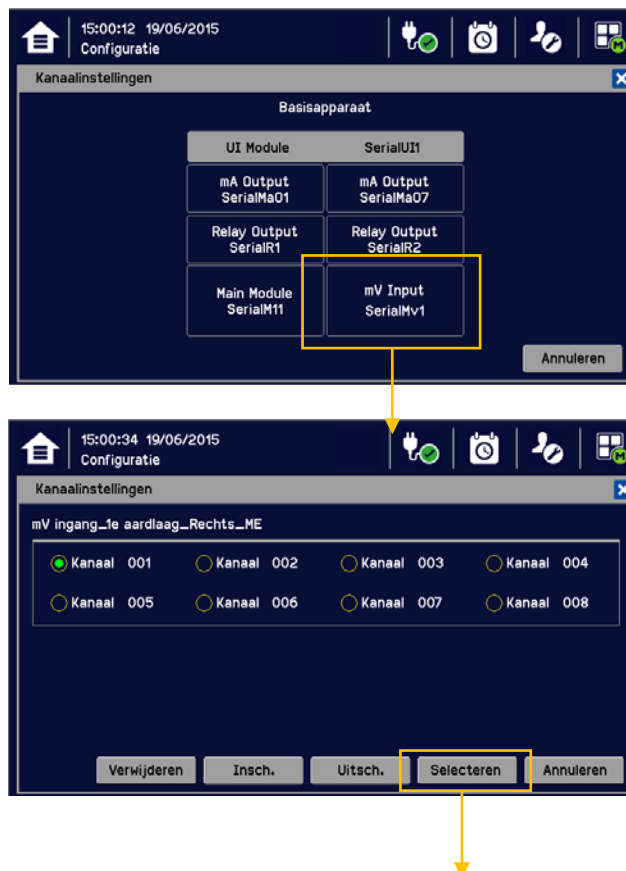 15:00:12 19/06/2015
Configuratie
Kanaalinstellingen
Basisapparaat
UI Module SerialUI1
mA Output mA Output
SerialMa01 SerialMa07
Relay Output Relay Output
SerialR1 SerialR2
Main Module mV Input
SerialM11 SerialMv1
Annuleren
15:00:34 19/06/2015
Configuratie
Kanaalinstellingen
mV ingang_1e aardlaag_Rechts_ME
Kanaal 001 Kanaal 002 Kanaal 003 Kanaal 004
Kanaal 005 Kanaal 006 Kanaal 007 Kanaal 008
Verwijderen Insch. Uitsch. Selecteren Annuleren